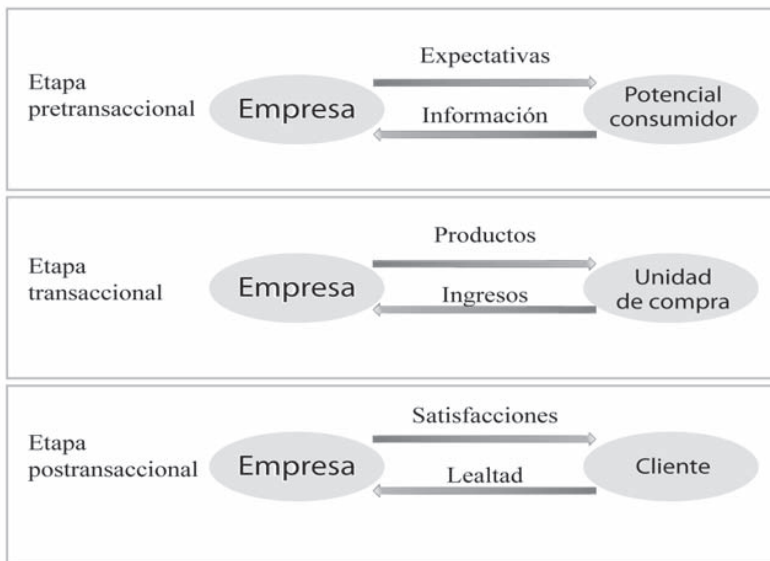 Etapa
pretransaccional
Empresa
Expectativas
Información
Potencial
consumidor
Etapa
transaccional
Empresa
Productos
Ingresos
Unidad
de compra
Etapa
postransaccional
Empresa
Satisfacciones
Lealtad
Cliente